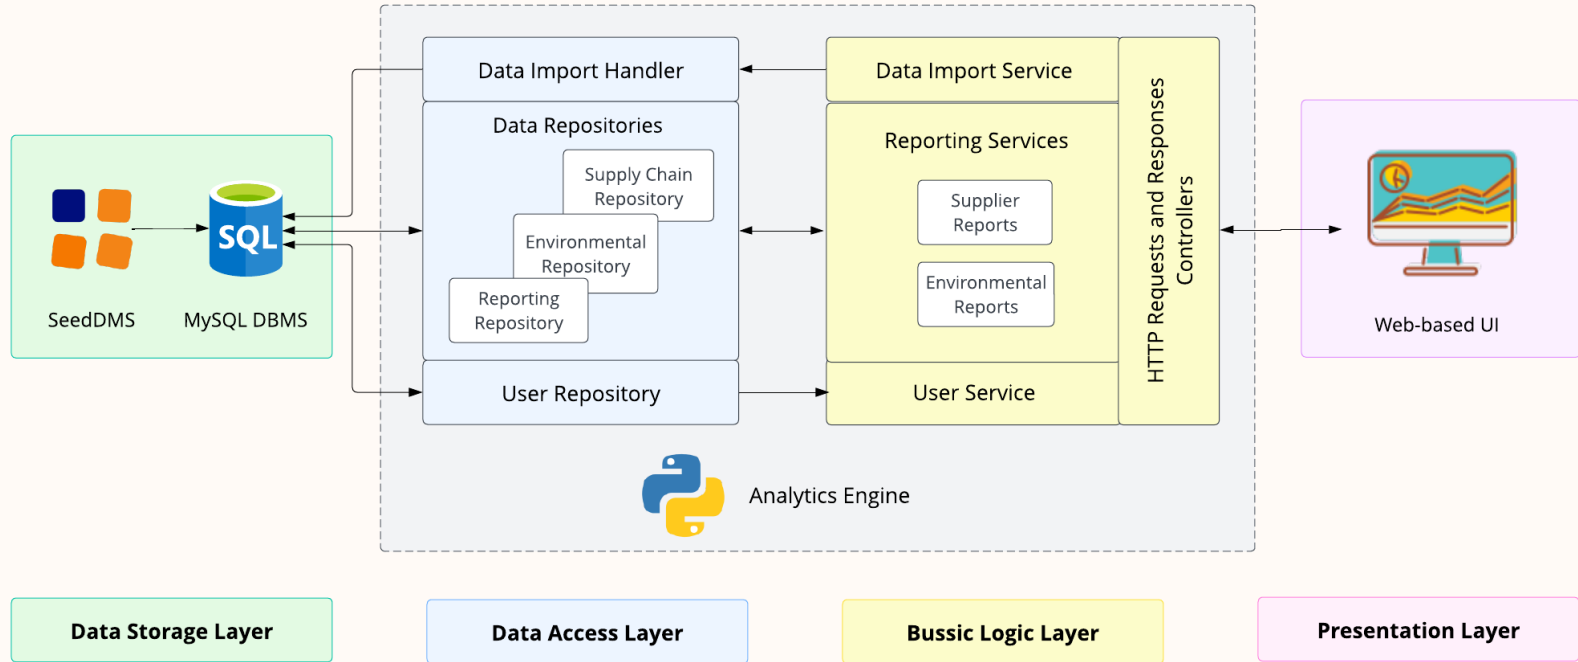 Data Import Handler
Data Import Service
Data Repositories
Supply Chain
Repository
Environmental
Repository
Reporting
Repository
Reporting Services
Supplier
Reports
Environmental
Reports
HTTP Requests and Responses
Controllers
SQL
SeedDMS
MySQL DBMS
Web-based UI
User Repository
User Service
Analytics Engine
Data Storage Layer
Data Access Layer
Bussic Logic Layer
Presentation Layer